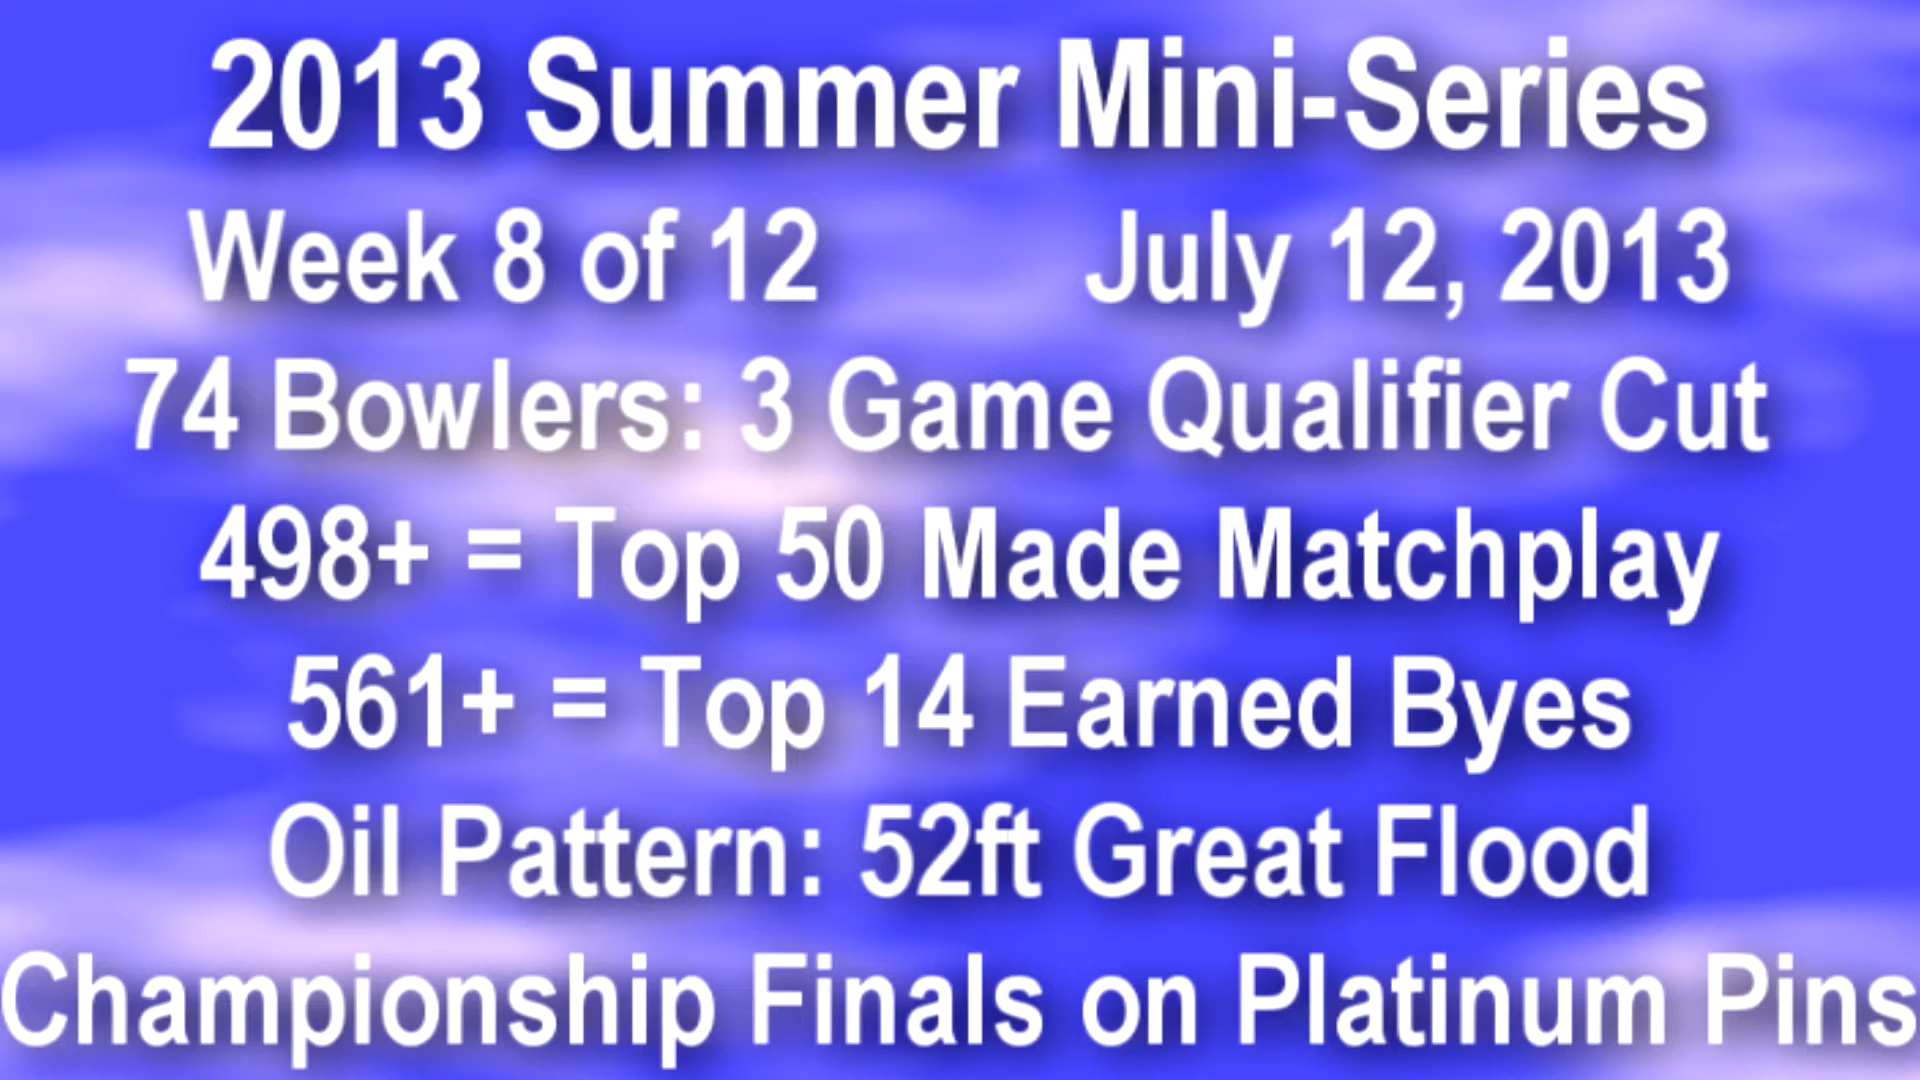 2013 Summer Mini-Series
Week 8 of 12 July 12, 2013
74 Bowlers: 3 Game Qualifier Cut
498+ = Top 50 Made Matchplay
561+ = Top 14 Earned Byes
Oil Pattern: 52ft Great Flood
Championship Finals on Platinum Pins